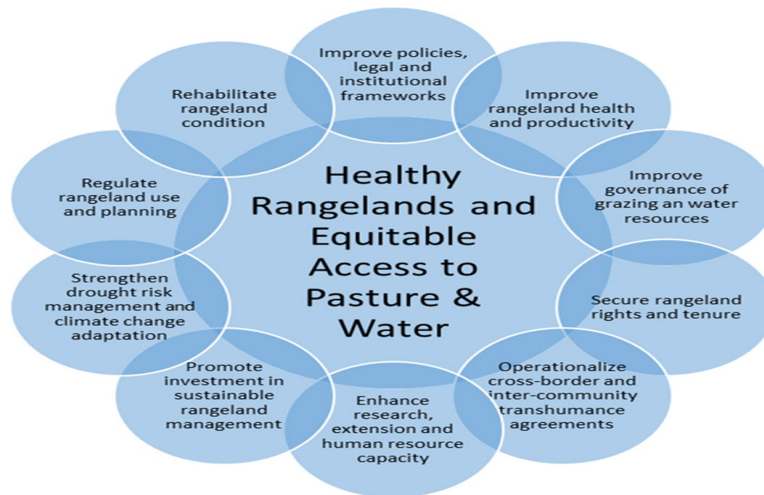 Improve policies,
legal and
institutional
frameworks
Improve
rangeland health
and productivity
Improve
governance of
grazing an water
resources
Secure rangeland
rights and tenure
Operationalize
cross-border and
inter-community
transhumance
agreements
Enhance
research,
extension and
human resource
capacity
Promote
investment in
sustainable
rangeland
management
Strengthen
drought risk
management and
climate change
adaptation
Regulate
rangeland use
and planning
Rehabilitate
rangeland
condition
Healthy
Rangelands and
Equitable
Access to
Pasture &
Water